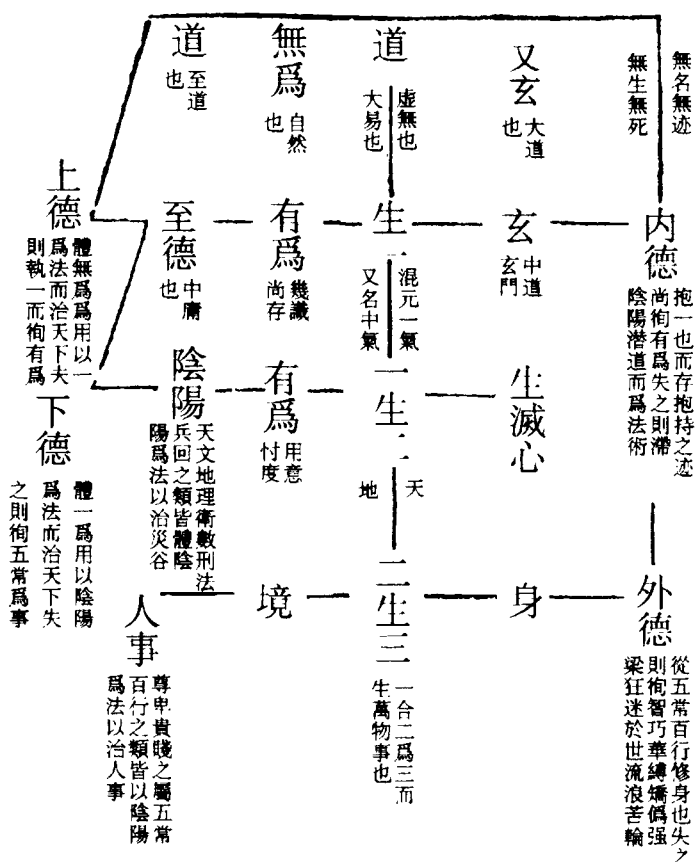 無名無迹
無生無死
内德
抱一也而存抱持之迹
尚徇有爲失之則滯
陰陽潜道而爲法術
外德
從五常百行修身也失之
則徇智巧華縟矯僞强
梁狂迷於世流浪苦輪
又玄
大道
也
玄
中道
玄門
生滅心
身
道
虛無也
大易也
生一
混元一氣
又名中氣
一生二
天
地
二生三
一合二爲三而
生萬物事也
無爲
自然
也
有爲
幾識
尚存
有爲
用意
忖度
境
道
至道
也
至德
中庸
也
陰陽
天文地理術數刑法
兵回之類皆體陰
陽爲法以治災谷
人事
尊卑貴賤之屬五常
百行之類皆以陰陽
爲法以治人事
上德
體無爲爲用以一
爲法而治天下夫
則執一而徇有爲
下德
體一爲用以陰陽
爲法而治天下失
之則徇五常爲事